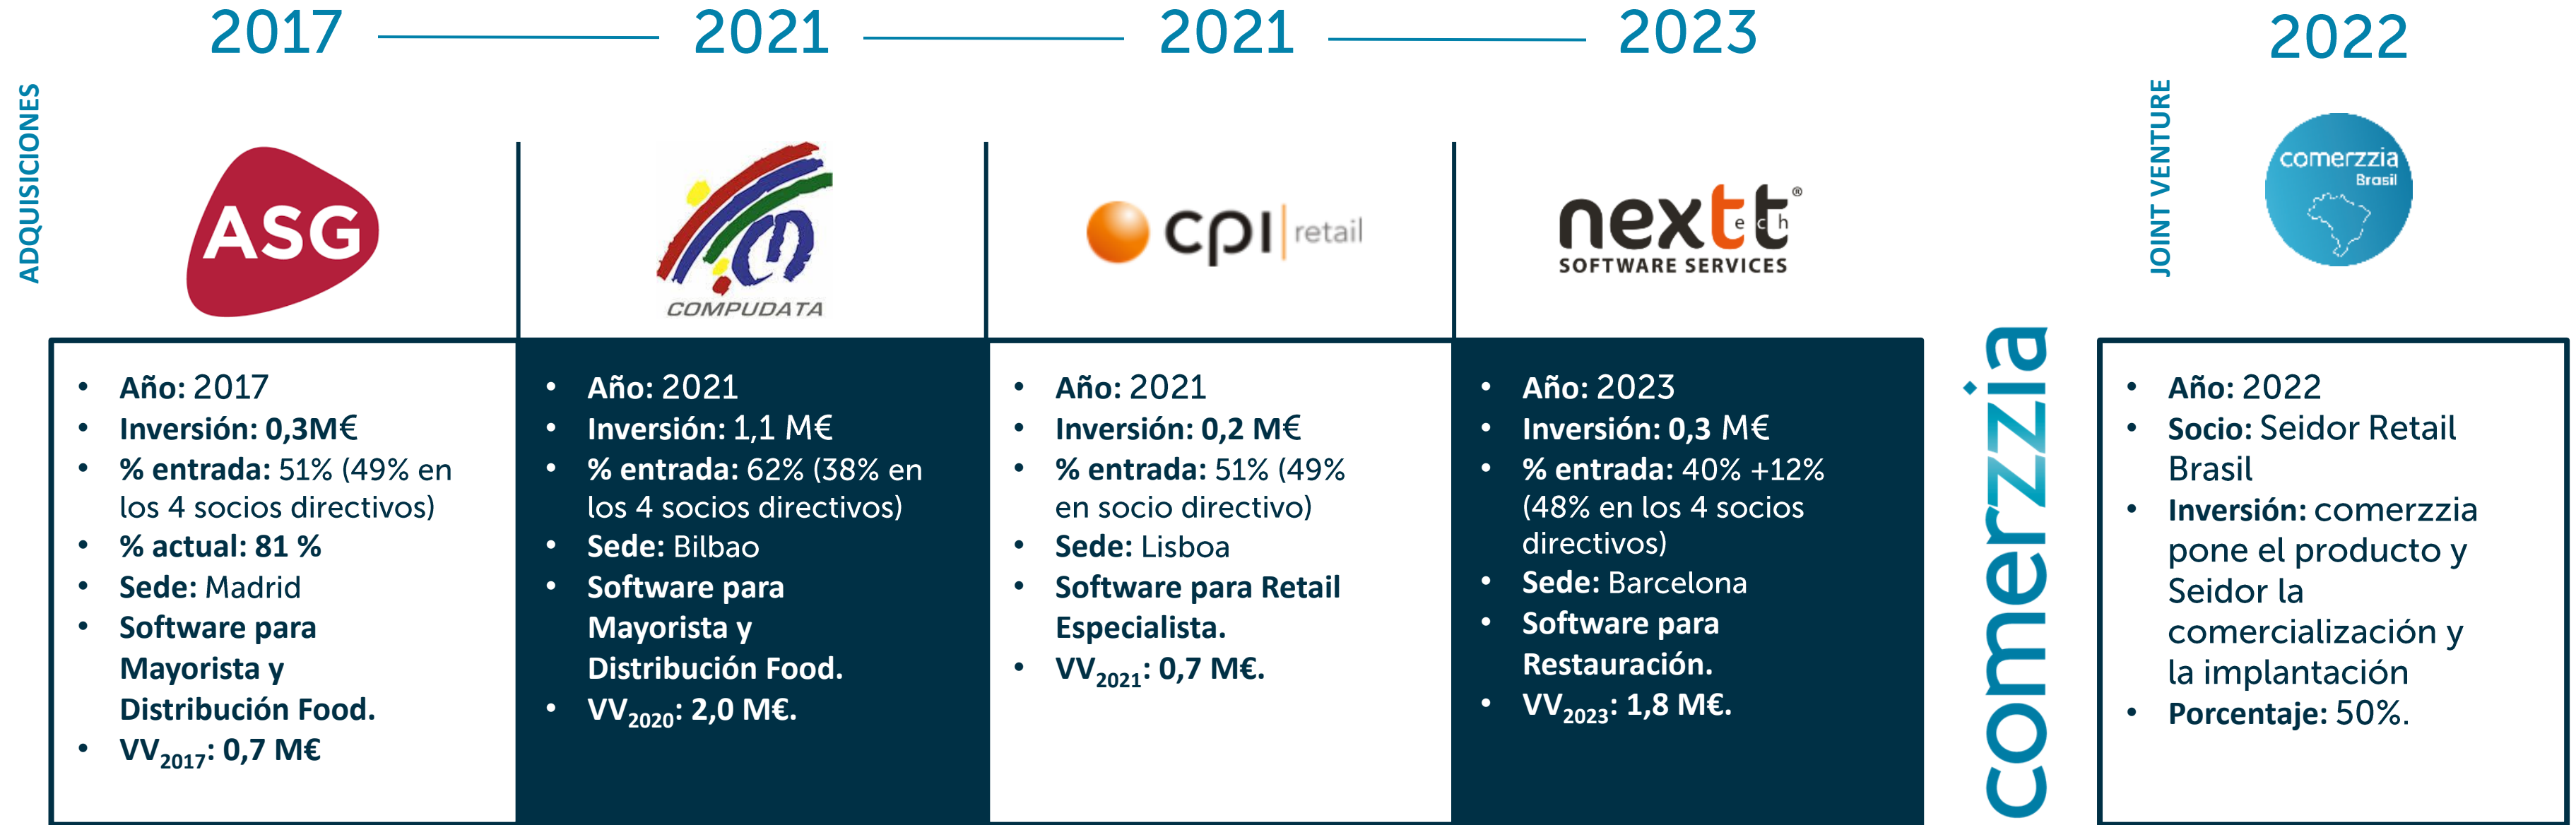 2017
2021
2021
2023
2022
ADQUISICIONES
ASG
COMPUDATA
cpi retail
nextt
ech
®
SOFTWARE SERVICES
JOINT VENTURE
comerzzia
Brasil
• Año: 2017
• Inversión: 0,3M€
• % entrada: 51% (49% en
los 4 socios directivos)
• % actual: 81 %
• Sede: Madrid
• Software para
Mayorista y
Distribución Food.
• VV2017: 0,7 M€
• Año: 2021
• Inversión: 1,1 M€
• % entrada: 62% (38% en
los 4 socios directivos)
• Sede: Bilbao
• Software para
Mayorista y
Distribución Food.
• VV2020: 2,0 M€.
• Año: 2021
• Inversión: 0,2 M€
• % entrada: 51% (49%
en socio directivo)
• Sede: Lisboa
• Software para Retail
Especialista.
• VV2021: 0,7 M€.
• Año: 2023
• Inversión: 0,3 M€
• % entrada: 40% +12%
(48% en los 4 socios
directivos)
• Sede: Barcelona
• Software para
Restauración.
• VV2023: 1,8 M€.
comerzzia
• Año: 2022
• Socio: Seidor Retail
Brasil
• Inversión: comerzzia
pone el producto y
Seidor la
comercialización y
la implantación
• Porcentaje: 50%.